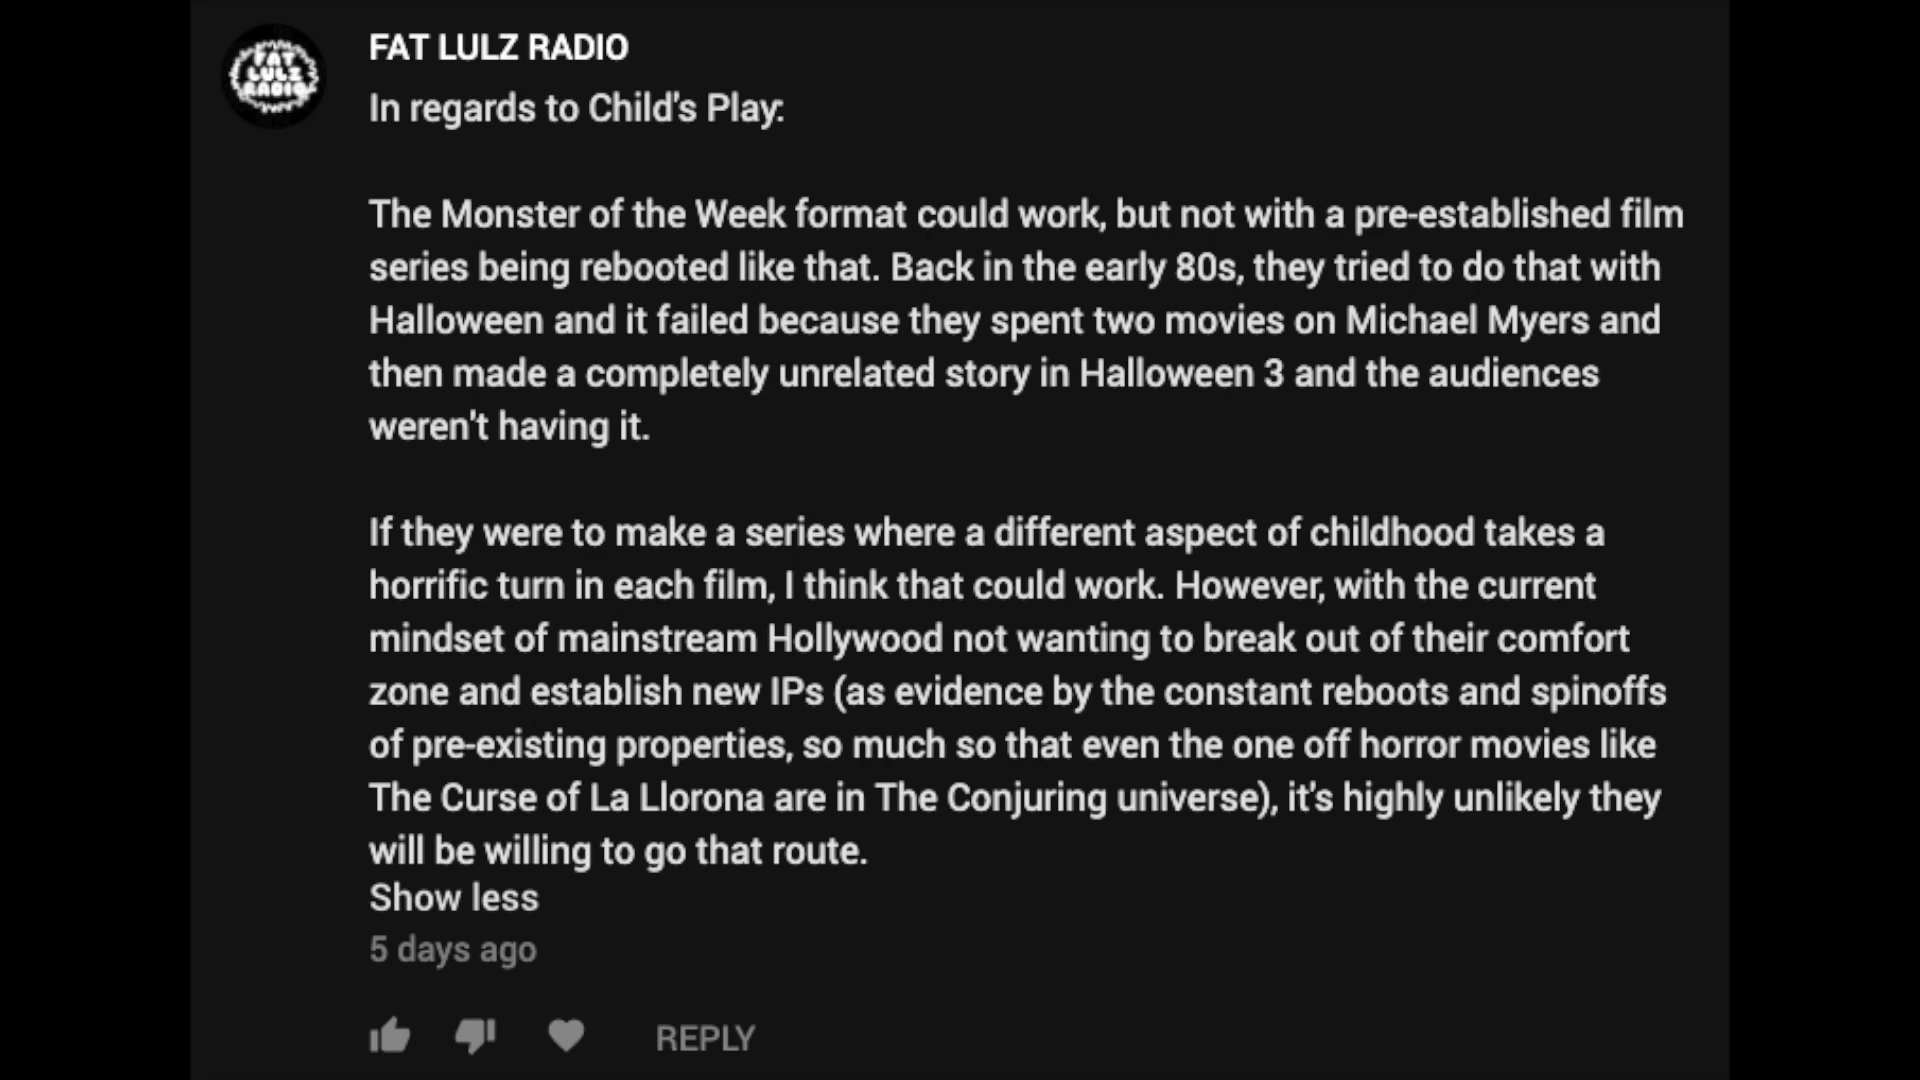 FAT
LULZ
RADIO
FAT LULZ RADIO
In regards to Child's Play:
The Monster of the Week format could work, but not with a pre-established film
series being rebooted like that. Back in the early 80s, they tried to do that with
Halloween and it failed because they spent two movies on Michael Myers and
then made a completely unrelated story in Halloween 3 and the audiences
weren't having it.
If they were to make a series where a different aspect of childhood takes a
horrific turn in each film, I think that could work. However, with the current
mindset of mainstream Hollywood not wanting to break out of their comfort
zone and establish new IPs (as evidence by the constant reboots and spinoffs
of pre-existing properties, so much so that even the one off horror movies like
The Curse of La Llorona are in The Conjuring universe), it's highly unlikely they
will be willing to go that route.
Show less
5 days ago
REPLY